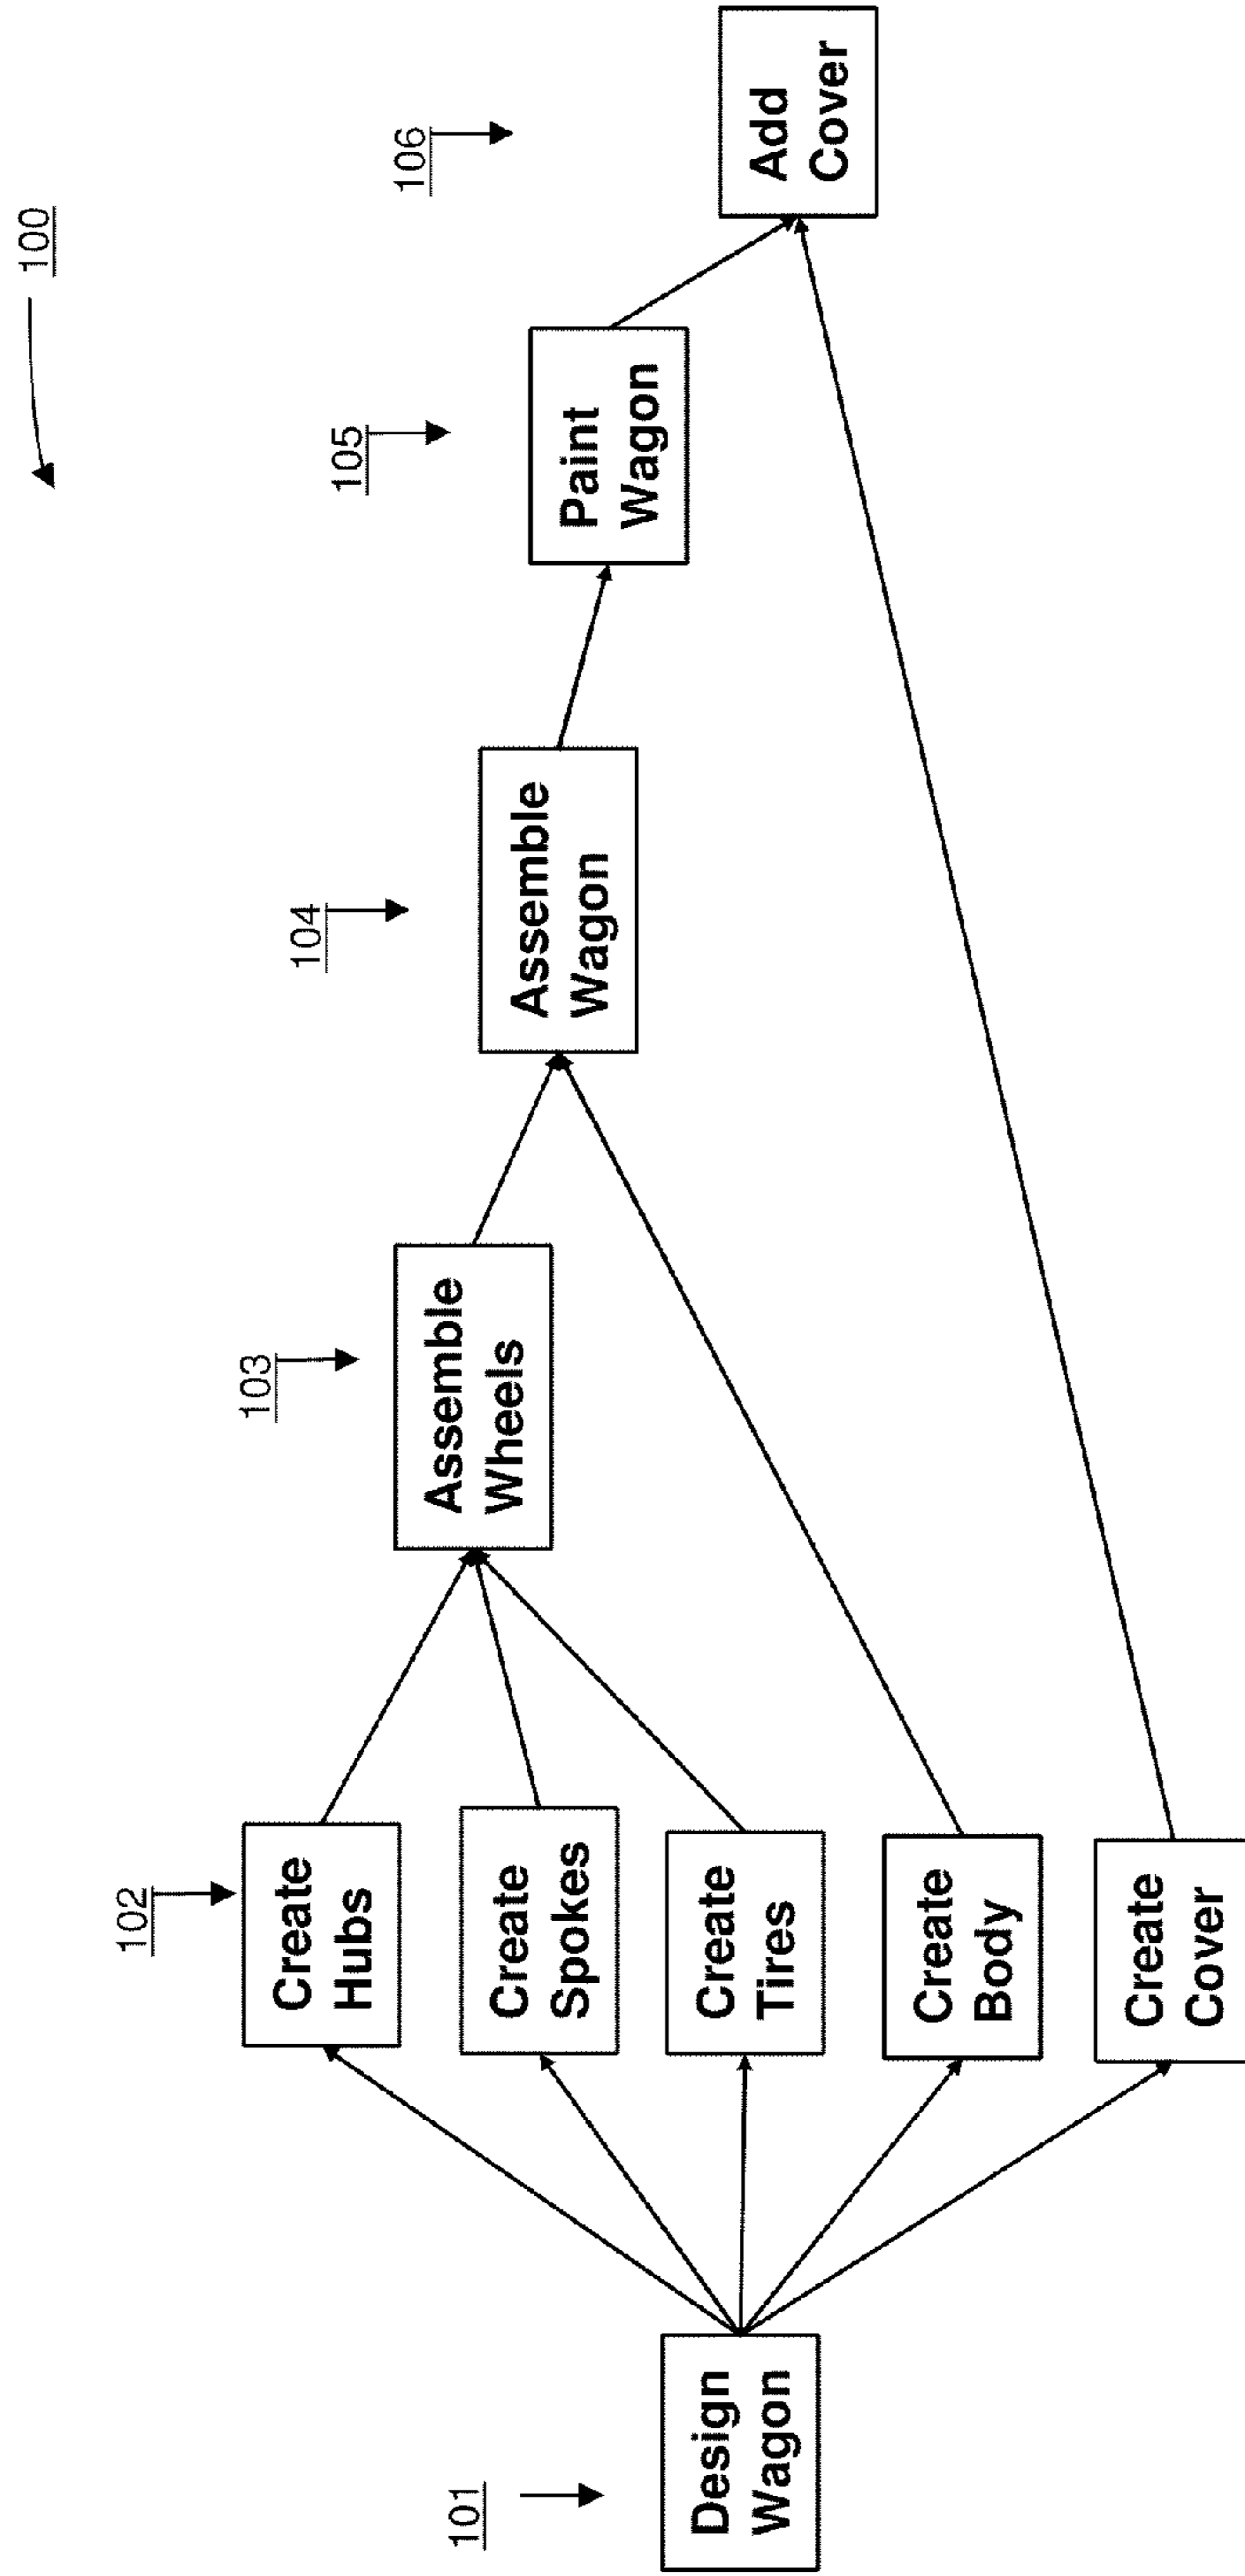 100
101
102
103
104
105
106
Design
Wagon
Create
Hubs
Create
Spokes
Create
Tires
Create
Body
Create
Cover
Assemble
Wheels
Assemble
Wagon
Paint
Wagon
Add
Cover